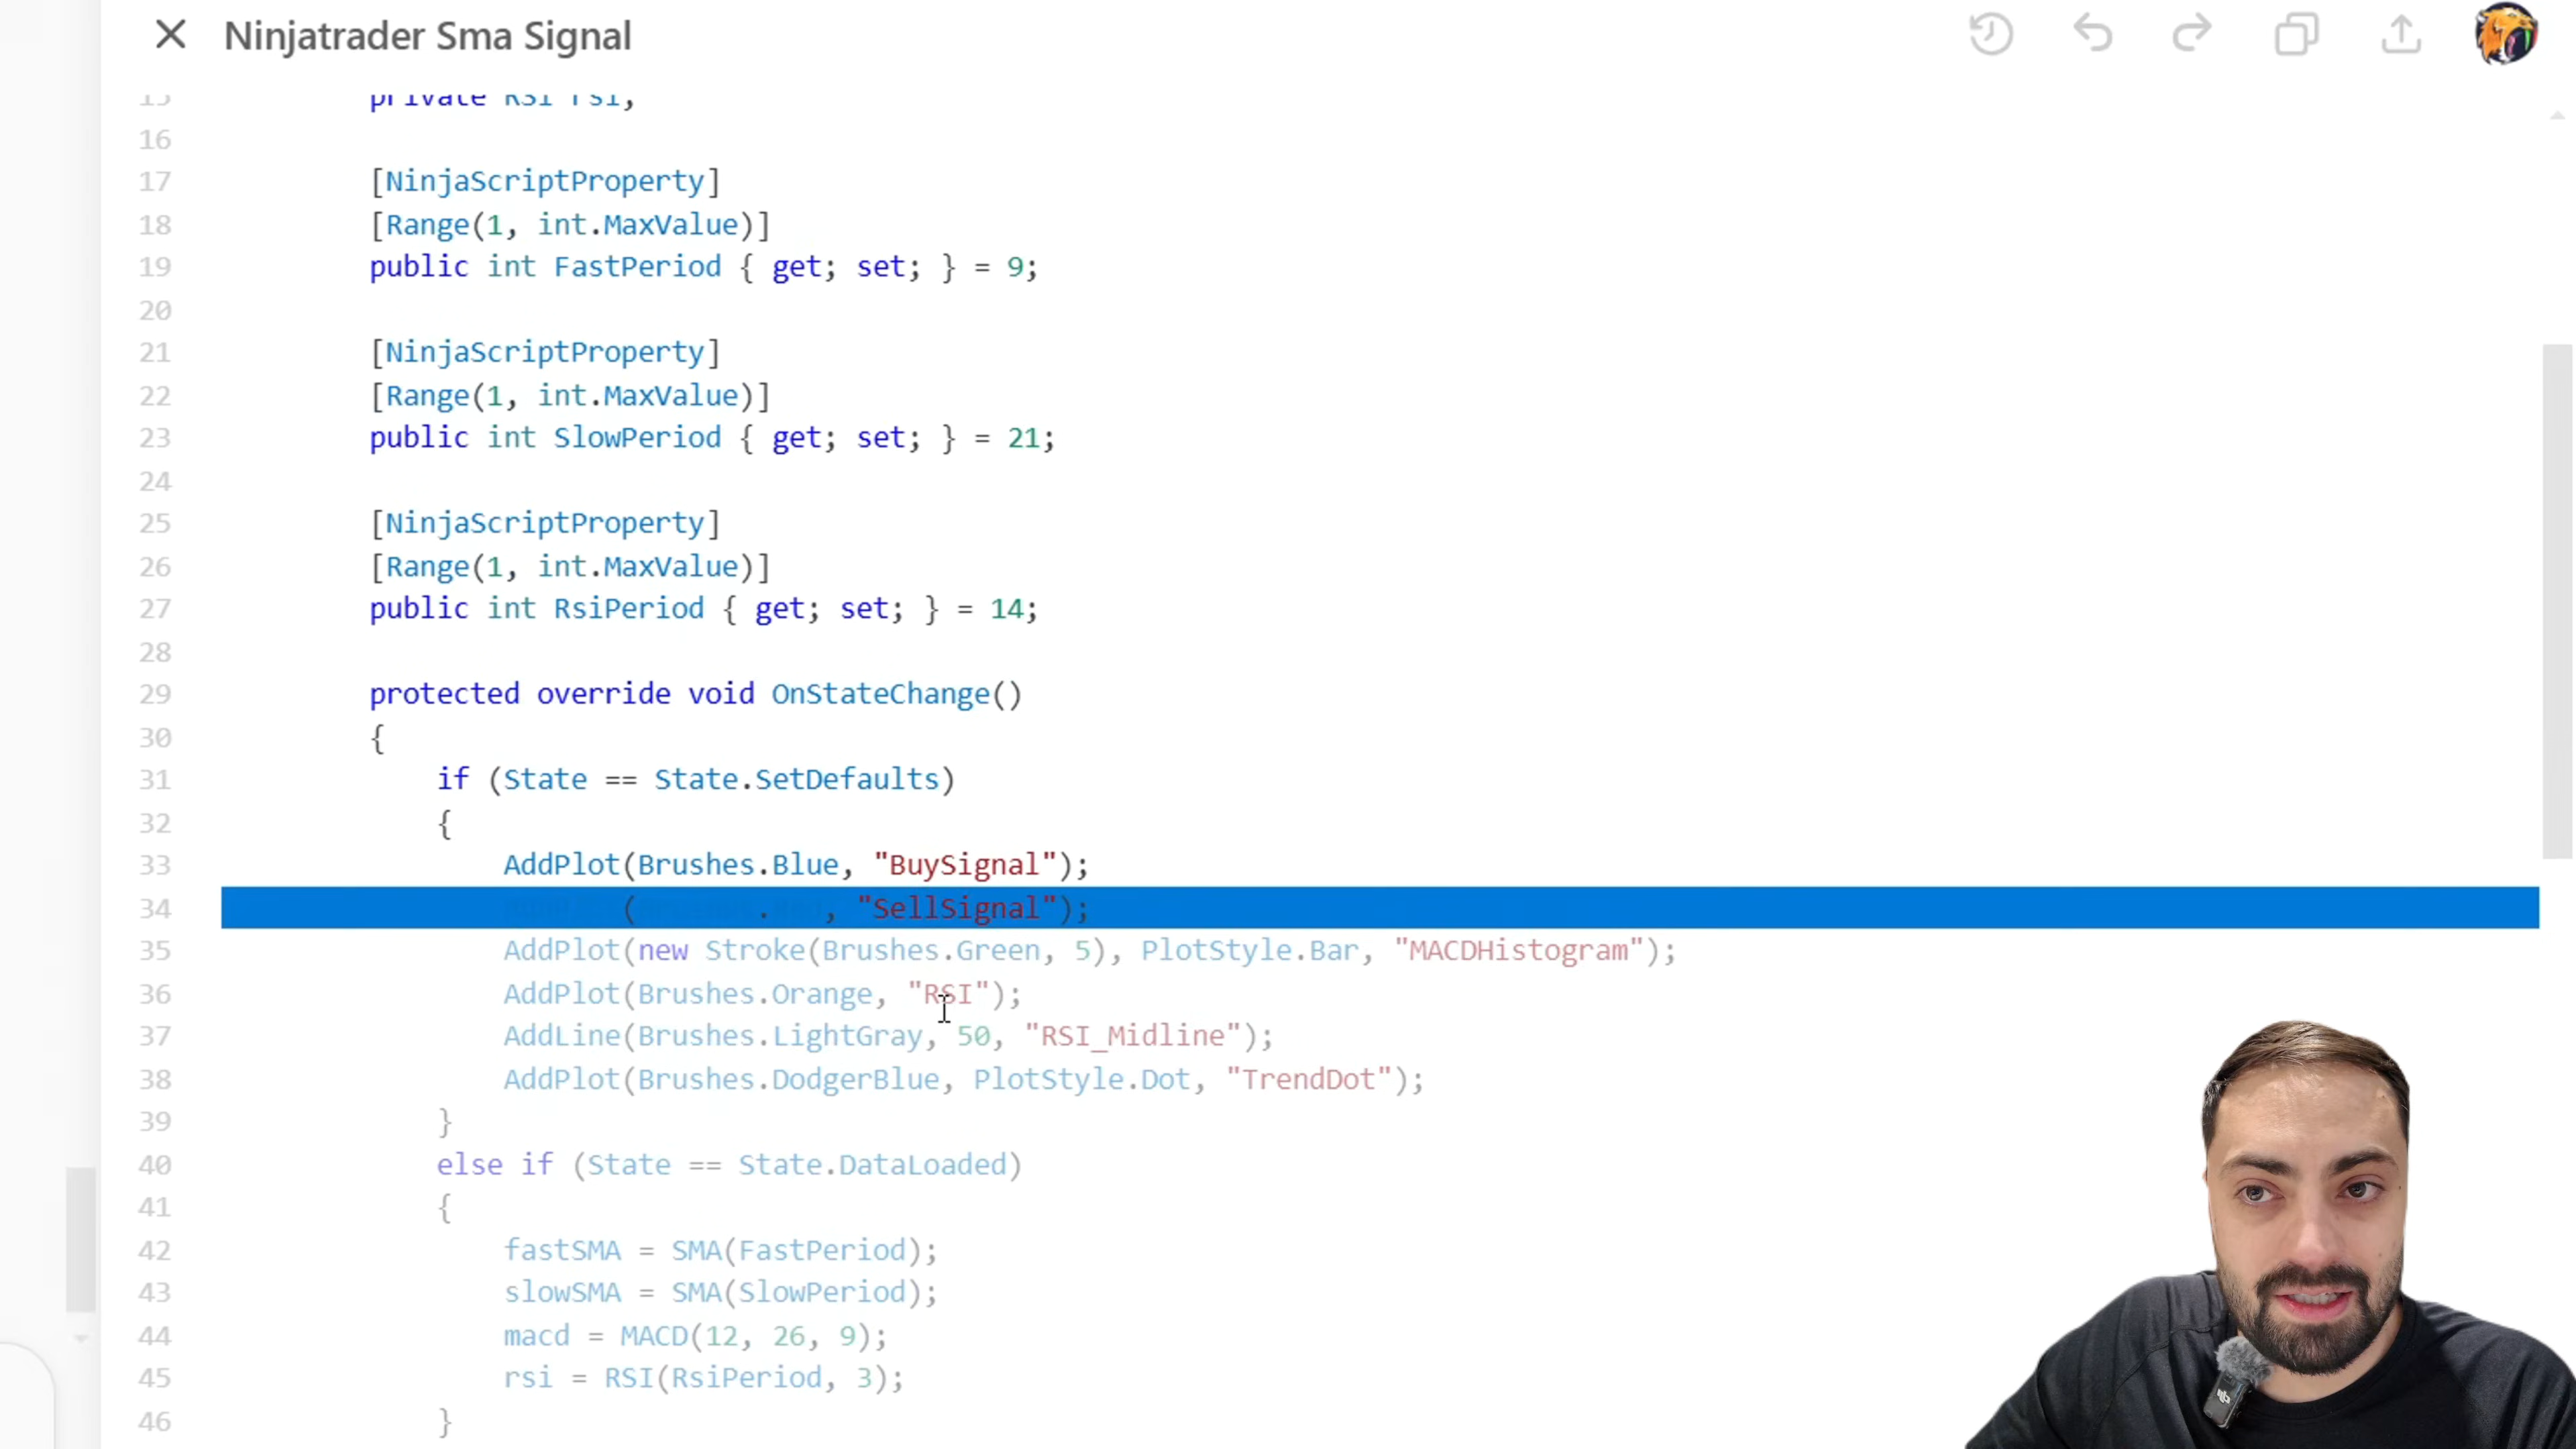 Ninjatrader Sma Signal
15 private RSI rsi;
16
17 [NinjaScriptProperty]
18 [Range(1, int.MaxValue)]
19 public int FastPeriod { get; set; } = 9;
20
21 [NinjaScriptProperty]
22 [Range(1, int.MaxValue)]
23 public int SlowPeriod { get; set; } = 21;
24
25 [NinjaScriptProperty]
26 [Range(1, int.MaxValue)]
27 public int RsiPeriod { get; set; } = 14;
28
29 protected override void OnStateChange()
30 {
31 if (State == State.SetDefaults)
32 {
33 AddPlot(Brushes.Blue, "BuySignal");
34 (Brushes.Red, "SellSignal");
35 AddPlot(new Stroke(Brushes.Green, 5), PlotStyle.Bar, "MACDHistogram");
36 AddPlot(Brushes.Orange, "RSI");
37 AddLine(Brushes.LightGray, 50, "RSI_Midline");
38 AddPlot(Brushes.DodgerBlue, PlotStyle.Dot, "TrendDot");
39 }
40 else if (State == State.DataLoaded)
41 {
42 fastSMA = SMA(FastPeriod);
43 slowSMA = SMA(SlowPeriod);
44 macd = MACD(12, 26, 9);
45 rsi = RSI(RsiPeriod, 3);
46 }